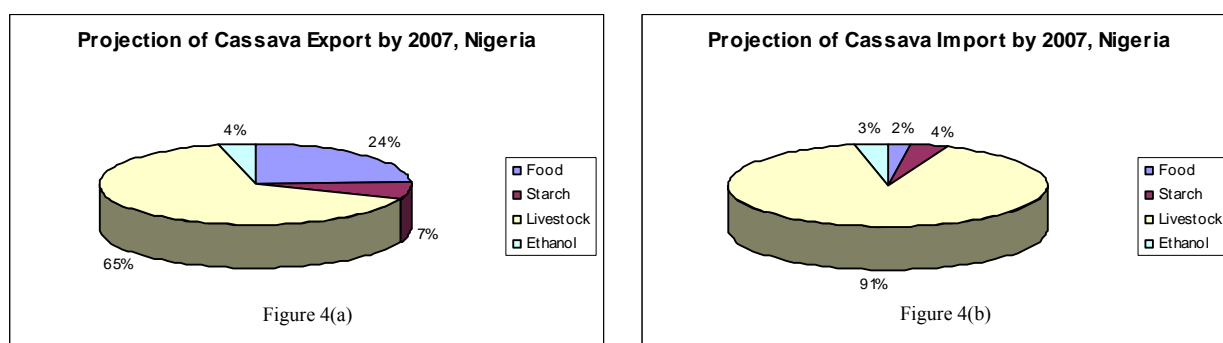 Projection of Cassava Export by 2007, Nigeria
4%
24%
7%
65%
Food
Starch
Livestock
Ethanol
Figure 4(a)
Projection of Cassava Import by 2007, Nigeria
3%
2%
4%
91%
Food
Starch
Livestock
Ethanol
Figure 4(b)